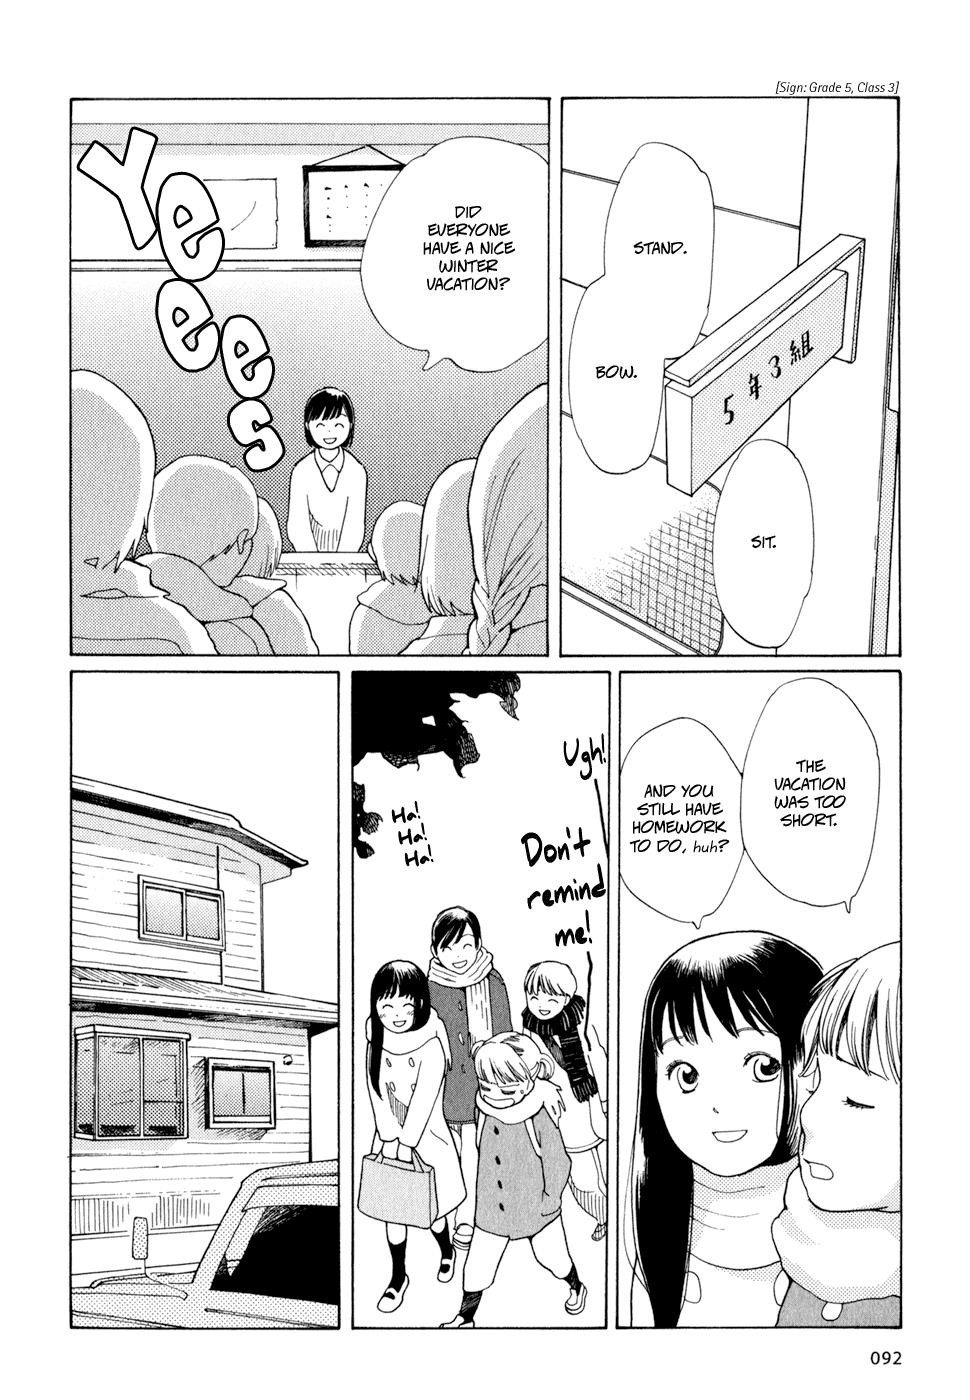 [Sign: Grade 5, Class 3]
STAND.
BOW.
5年3組
SIT.
DID
EVERYONE
HAVE A NICE
WINTER
VACATION?
Yeees
THE
VACATION
WAS TOO
SHORT.
AND YOU
STILL HAVE
HOMEWORK
TO DO, huh?
Ugh!
Don't
remind
me!
Ha!
Ha!
Ha!
092